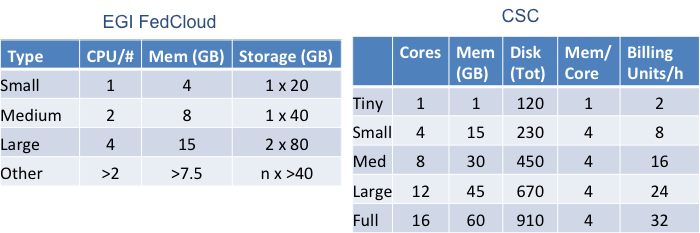 EGI FedCloud
Type CPU/# Mem (GB) Storage (GB)
Small 1 4 1 x 20
Medium 2 8 1 x 40
Large 4 15 2 x 80
Other >2 >7.5 n x >40
CSC
Cores Mem (GB) Disk (Tot) Mem/ Core Billing Units/h
Tiny 1 1 120 1 2
Small 4 15 230 4 8
Med 8 30 450 4 16
Large 12 45 670 4 24
Full 16 60 910 4 32